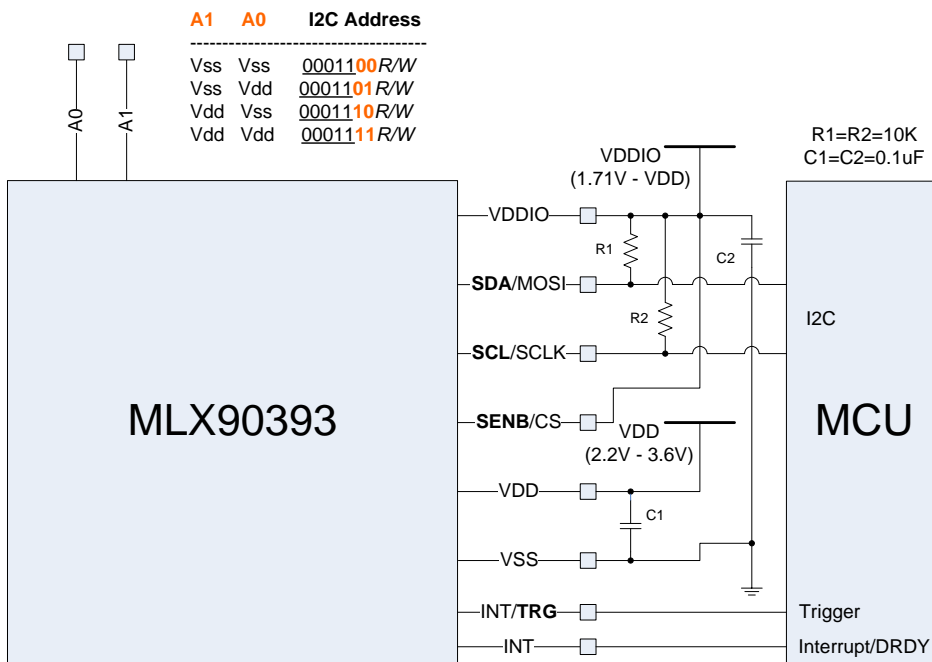 A1 A0 I2C Address
------------------------------------
Vss Vss 0001100R/W
Vss Vdd 0001101R/W
Vdd Vss 0001110R/W
Vdd Vdd 0001111R/W
A0
A1
R1=R2=10K
C1=C2=0.1uF
VDDIO
(1.71V - VDD)
VDDIO
R1
C2
SDA/MOSI
R2
I2C
SCL/SCLK
MLX90393
MCU
SENB/CS
VDD
(2.2V - 3.6V)
VDD
C1
VSS
INT/TRG
Trigger
INT
Interrupt/DRDY